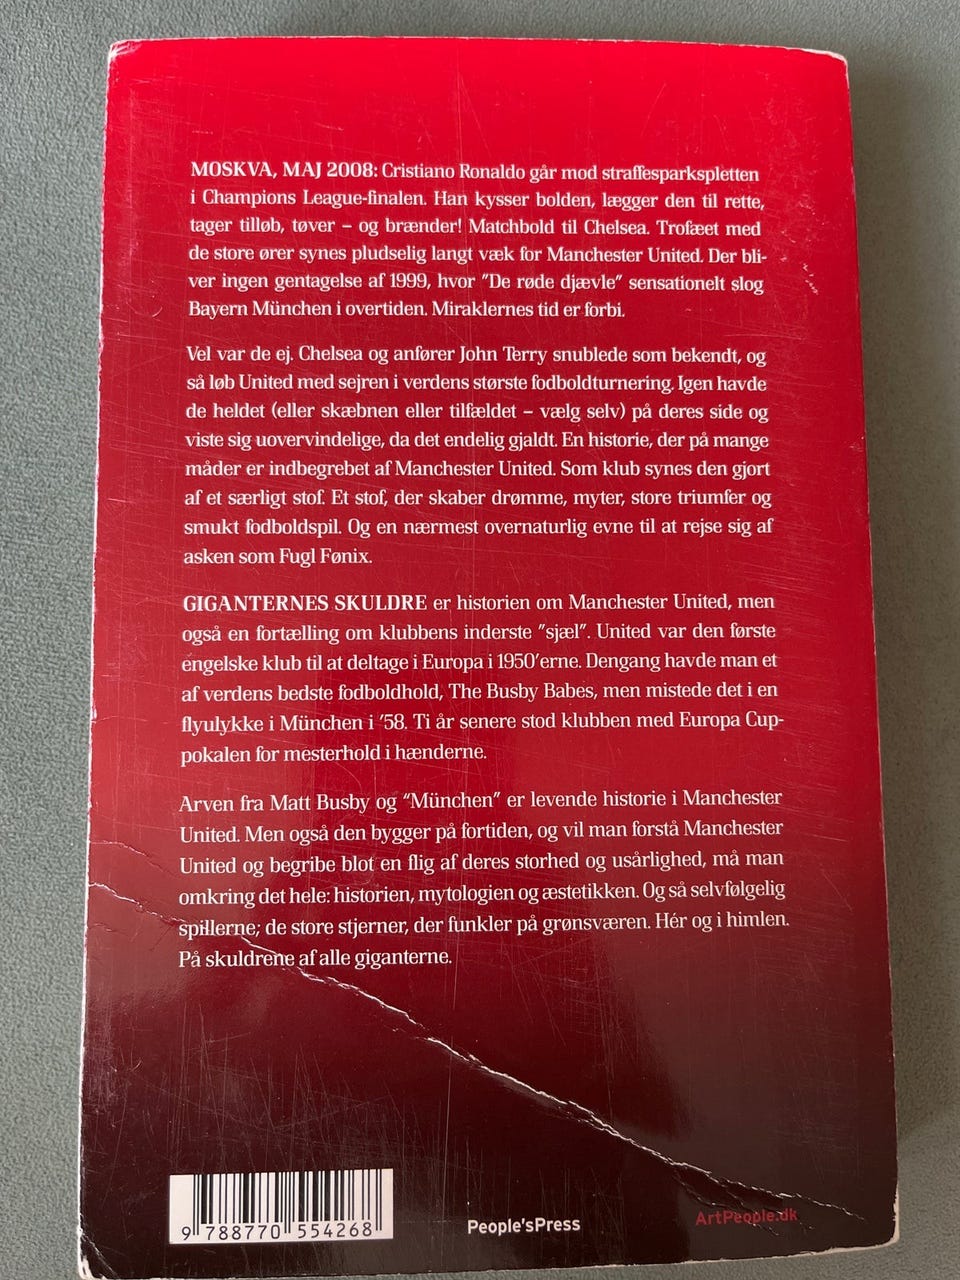 MOSKVA, MAJ 2008: Cristiano Ronaldo går mod straffesparkspletten
i Champions League-finalen. Han kysser bolden, lægger den til rette,
tager tilløb, tøver – og brænder! Matchbold til Chelsea. Trofæet med
de store ører synes pludselig langt væk for Manchester United. Der bli-
ver ingen gentagelse af 1999, hvor "De røde djævle" sensationelt slog
Bayern München i overtiden. Miraklernes tid er forbi.
Vel var de ej. Chelsea og anfører John Terry snublede som bekendt, og
så løb United med sejren i verdens største fodboldturnering. Igen havde
de heldet (eller skæbnen eller tilfældet – vælg selv) på deres side og
viste sig uovervindelige, da det endelig gjaldt. En historie, der på mange
måder er indbegrebet af Manchester United. Som klub synes den gjort
af et særligt stof. Et stof, der skaber drømme, myter, store triumfer og
smukt fodboldspil. Og en nærmest overnaturlig evne til at rejse sig af
asken som Fugl Fønix.
GIGANTERNES SKULDRE er historien om Manchester United, men
også en fortælling om klubbens inderste "sjæl". United var den første
engelske klub til at deltage i Europa i 1950'erne. Dengang havde man et
af verdens bedste fodboldhold, The Busby Babes, men mistede det i en
flyulykke i München i '58. Ti år senere stod klubben med Europa Cup-
pokalen for mesterhold i hænderne.
Arven fra Matt Busby og "München" er levende historie i Manchester
United. Men også den bygger på fortiden, og vil man forstå Manchester
United og begribe blot en flig af deres storhed og usårlighed, må man
omkring det hele: historien, mytologien og æstetikken. Og så selvfølgelig
spillerne; de store stjerner, der funkler på grønsværen. Hér og i himlen.
På skuldrene af alle giganterne.
9 788770 554268
People'sPress
ArtPeople.dk